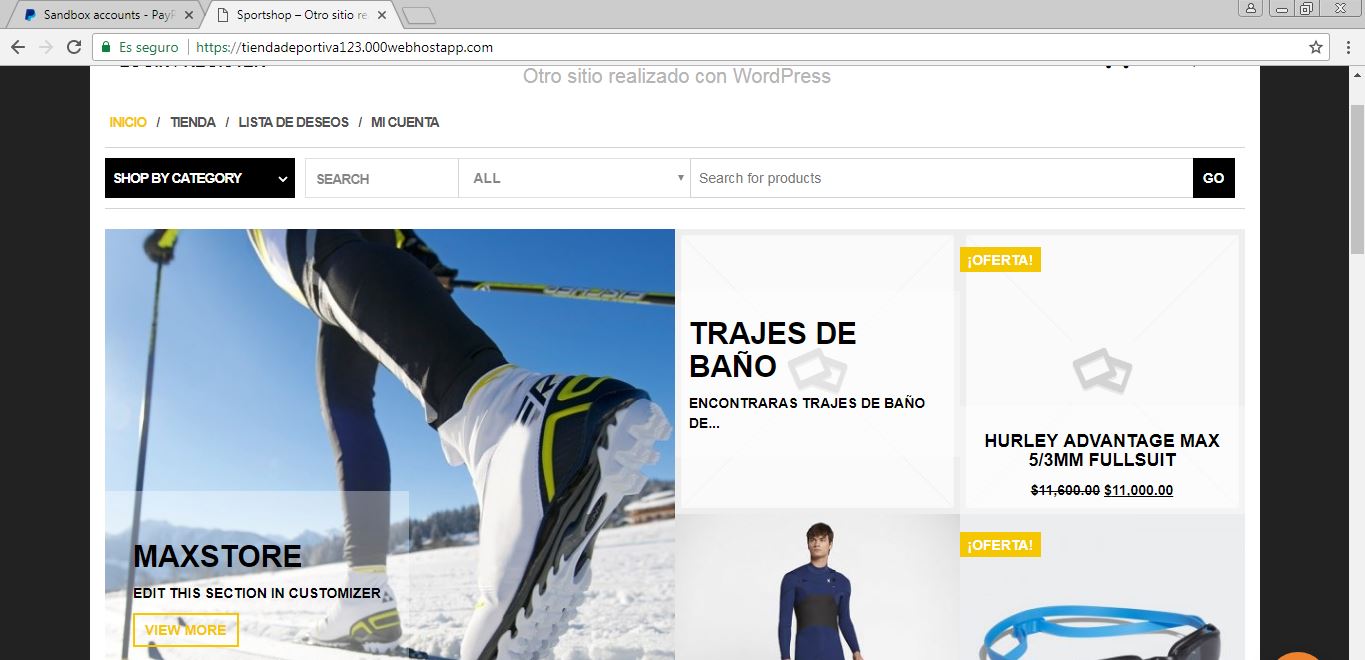 Sandbox accounts - Pay
Sportshop – Otro sitio re
Es seguro
https://tiendadeportiva123.000webhostapp.com
Otro sitio realizado con WordPress
INICIO / TIENDA / LISTA DE DESEOS / MI CUENTA
SHOP BY CATEGORY
SEARCH
ALL
Search for products
GO
¡OFERTA!
TRAJES DE
BAÑO
ENCONTRARAS TRAJES DE BAÑO
DE...
HURLEY ADVANTAGE MAX
5/3MM FULLSUIT
$11,600.00 $11,000.00
MAXSTORE
EDIT THIS SECTION IN CUSTOMIZER
VIEW MORE
¡OFERTA!